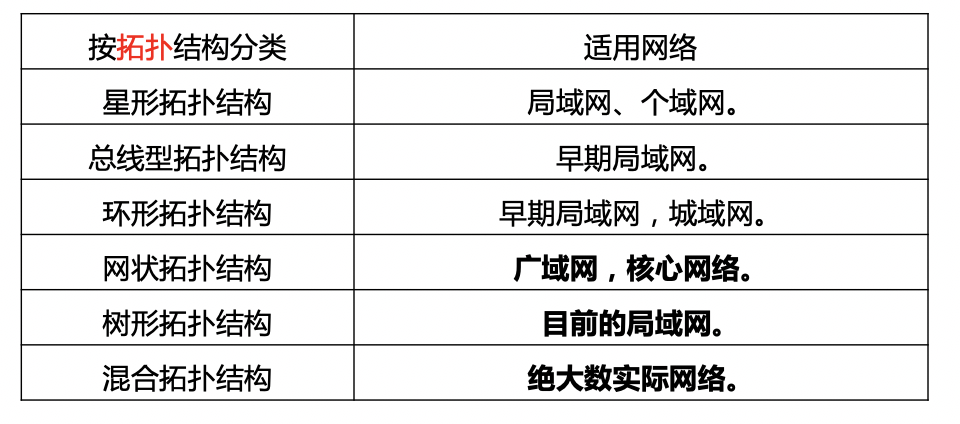 按拓扑结构分类 适用网络
星形拓扑结构 局域网、个域网。
总线型拓扑结构 早期局域网。
环形拓扑结构 早期局域网，城域网。
网状拓扑结构 广域网，核心网络。
树形拓扑结构 目前的局域网。
混合拓扑结构 绝大数实际网络。